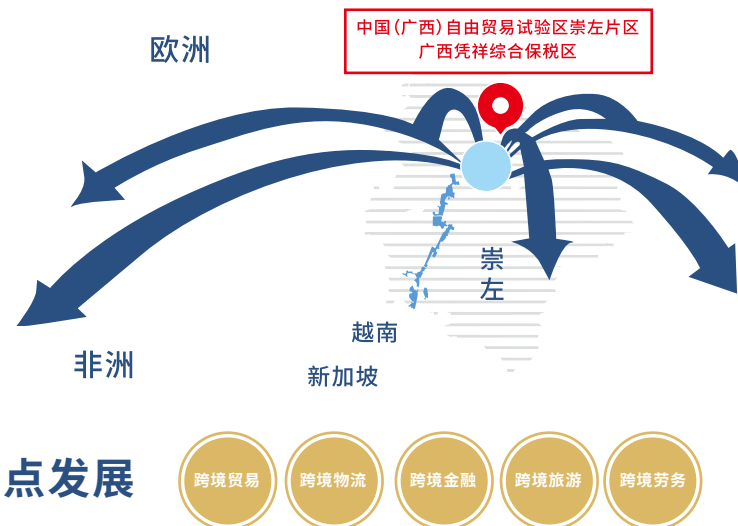 中国（广西）自由贸易试验区崇左片区
广西凭祥综合保税区
欧洲
崇左
越南
非洲
新加坡
点发展
跨境贸易
跨境物流
跨境金融
跨境旅游
跨境劳务